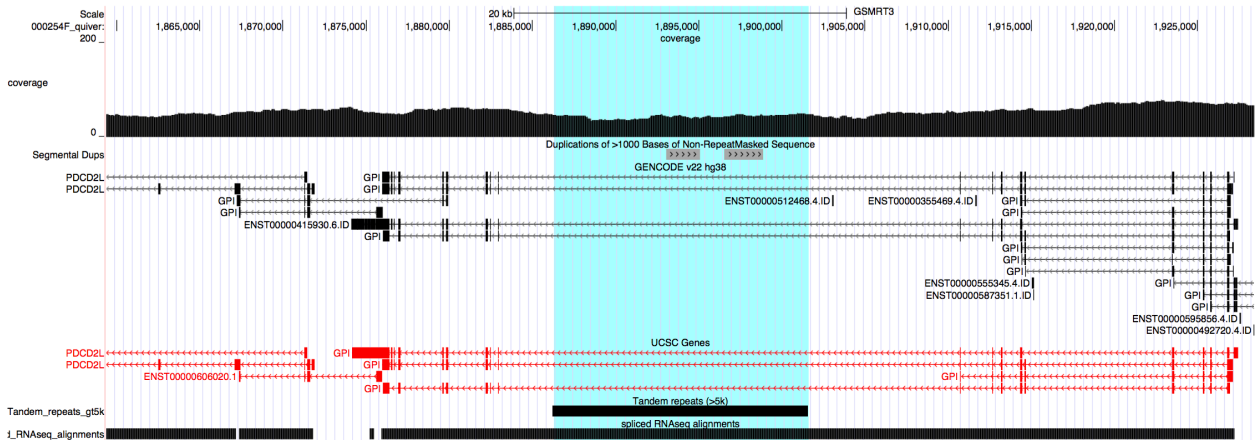 Scale 20 kb GSMRT3
000254F_quiver: 1,865,000 1,870,000 1,875,000 1,880,000 1,885,000 1,890,000 1,895,000 1,900,000 1,905,000 1,910,000 1,915,000 1,920,000 1,925,000
200 _ coverage
coverage
0 _
Duplications of >1000 Bases of Non-RepeatMasked Sequence
Segmental Dups
GENCODE v22 hg38
PDCD2L GPI
PDCD2L GPI
GPI ENST00000512468.4.ID ENST00000355469.4.ID GPI
GPI GPI
ENST00000415930.6.ID
GPI
GPI
GPI
GPI
ENST00000555345.4.ID GPI
ENST00000587351.1.ID GPI
GPI
ENST00000595856.4.ID
ENST00000492720.4.ID
UCSC Genes
PDCD2L GPI
PDCD2L GPI
ENST00000606020.1 GPI
GPI
Tandem repeats (>5k)
Tandem_repeats_gt5k
spliced RNAseq alignments
d_RNAseq_alignments